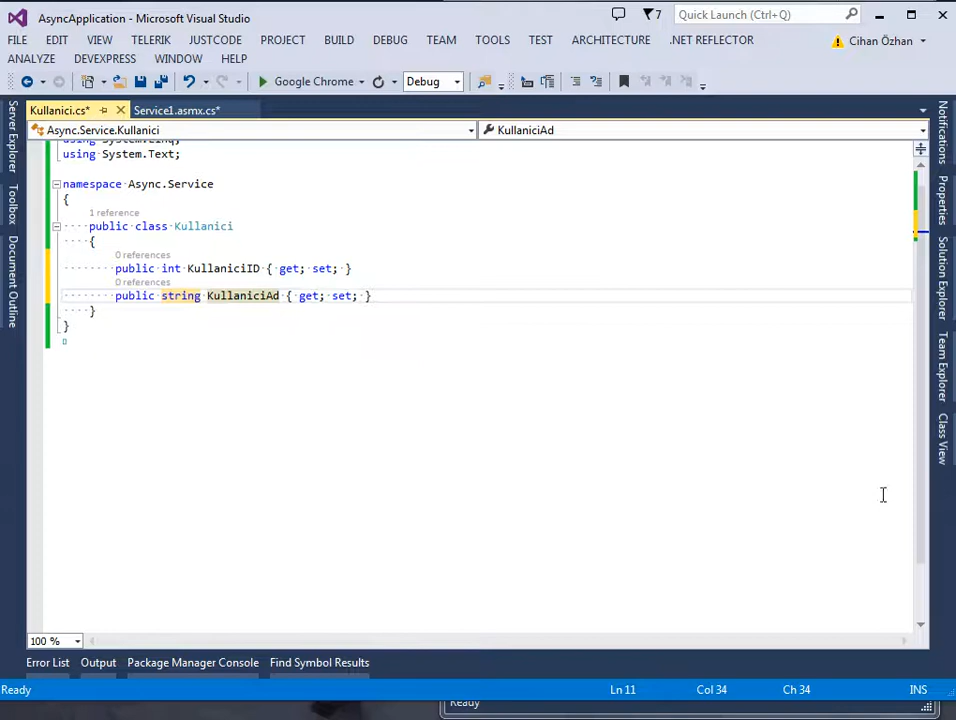 AsyncApplication - Microsoft Visual Studio
7
Quick Launch (Ctrl+Q)
FILE EDIT VIEW TELERIK JUSTCODE PROJECT BUILD DEBUG TEAM TOOLS TEST ARCHITECTURE .NET REFLECTOR
Cihan Özhan
ANALYZE DEVEXPRESS WINDOW HELP
Google Chrome
Debug
Kullanici.cs*
Service1.asmx.cs*
Async.Service.Kullanici
KullaniciAd
using System.Linq;
using System.Text;
namespace Async.Service
{
1 reference
public class Kullanici
{
0 references
public int KullaniciID { get; set; }
0 references
public string KullaniciAd { get; set; }
}
}
Server Explorer
Toolbox
Document Outline
Notifications
Properties
Solution Explorer
Team Explorer
Class View
100 %
Error List Output Package Manager Console Find Symbol Results
Ready
Ln 11
Col 34
Ch 34
INS
Ready